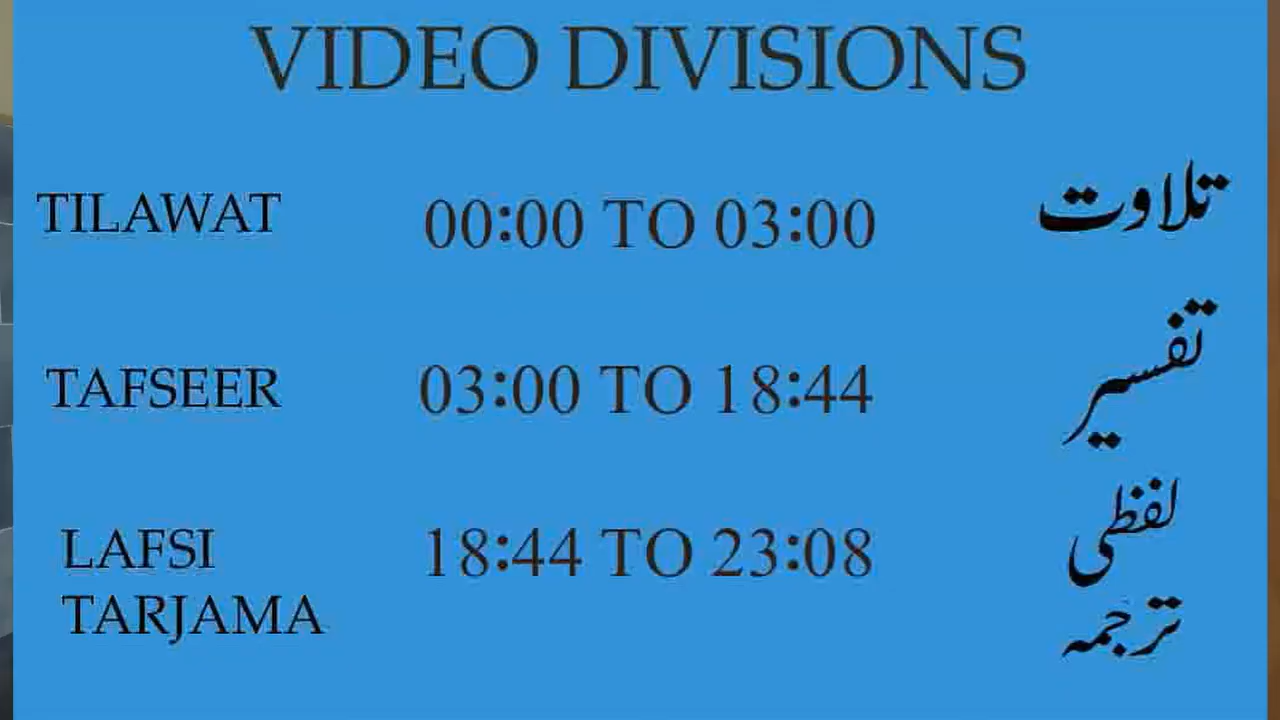 VIDEO DIVISIONS
TILAWAT 00:00 TO 03:00 تلاوت
TAFSEER 03:00 TO 18:44 تفسیر
LAFSI 18:44 TO 23:08 لفظی
TARJAMA ترجمہ